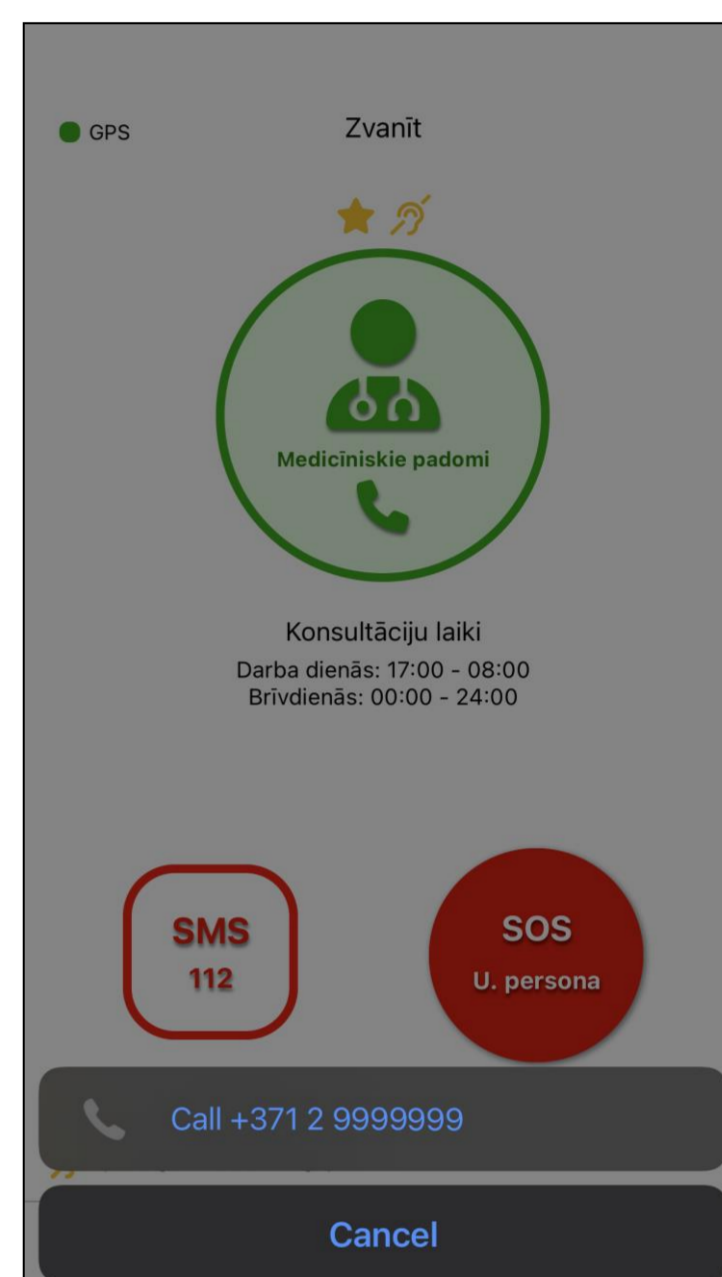 GPS
Zvanīt
Medicīniskie padomi
Konsultāciju laiki
Darba dienās: 17:00 - 08:00
Brīvdienās: 00:00 - 24:00
SMS
112
SOS
U. persona
Call +371 2 9999999
Cancel